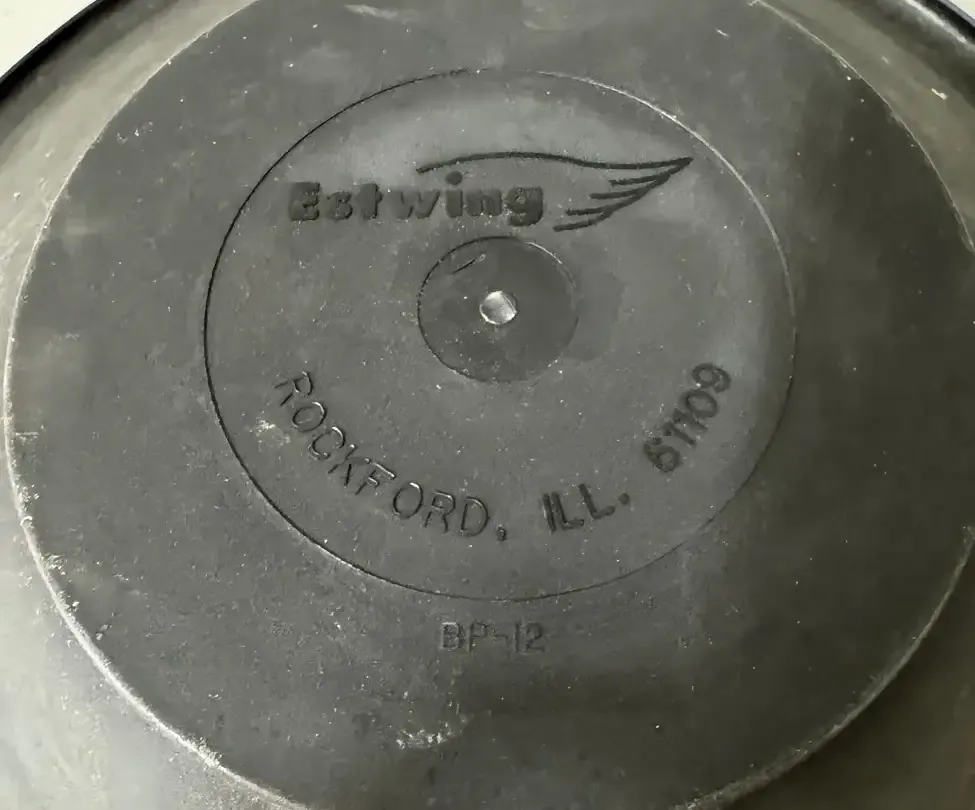 Estwing
ROCKFORD, ILL. 61109
BP-12